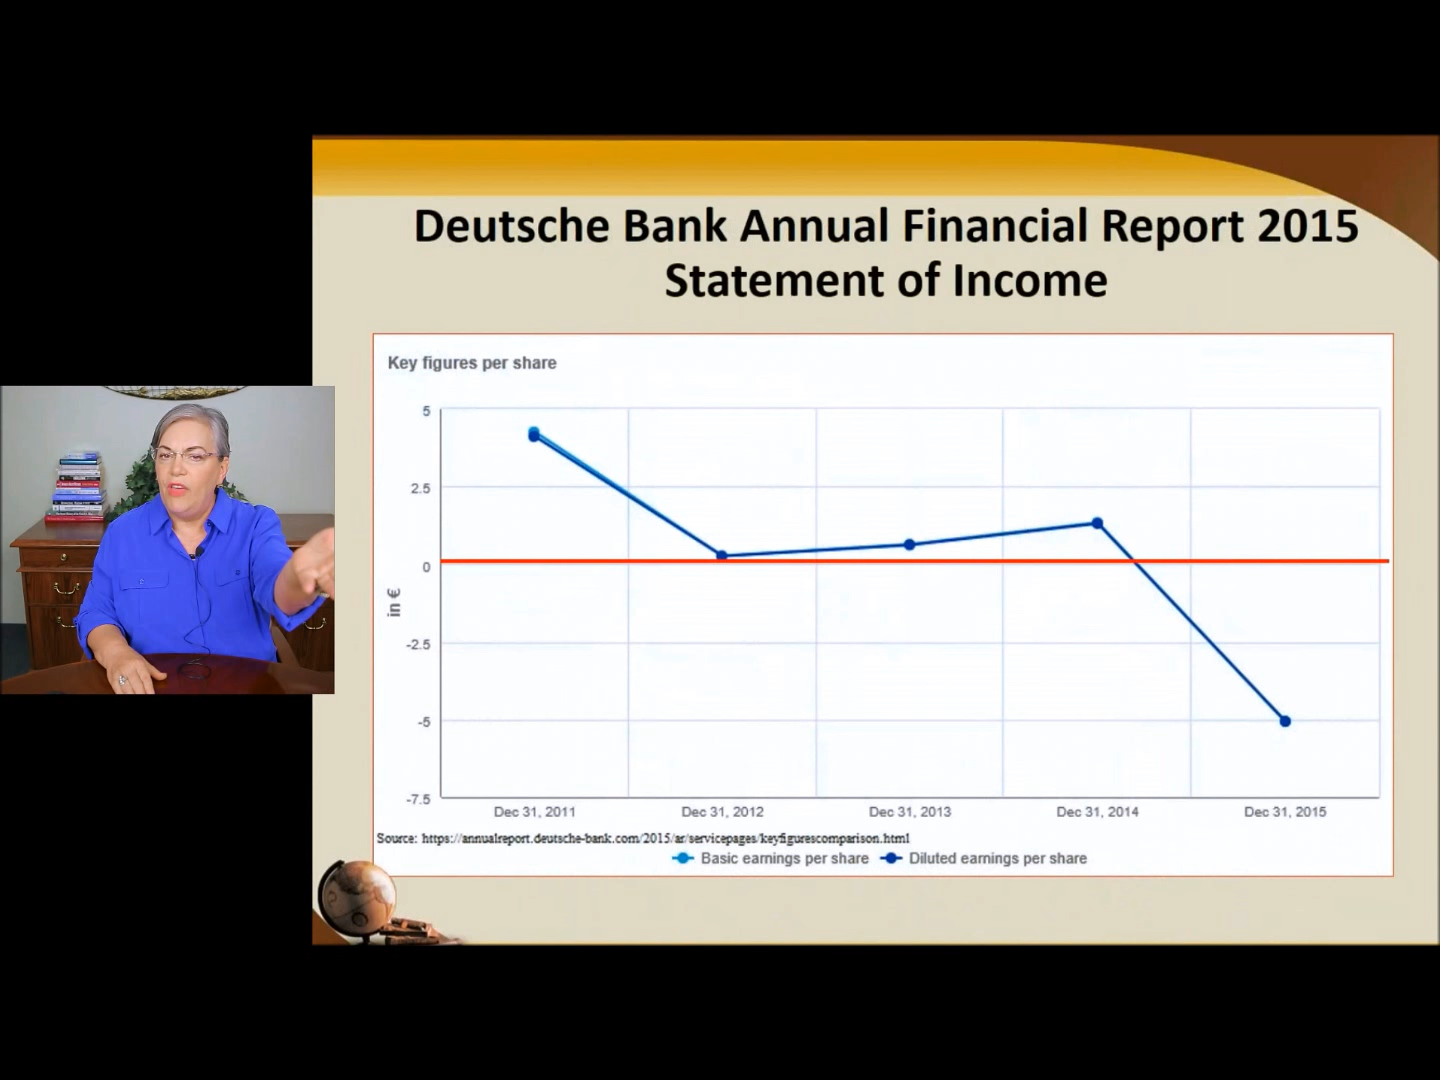 Deutsche Bank Annual Financial Report 2015
Statement of Income
Key figures per share
5
2.5
0
-2.5
-5
-7.5
in €
Dec 31, 2011
Dec 31, 2012
Dec 31, 2013
Dec 31, 2014
Dec 31, 2015
Source: https://annualreport.deutsche-bank.com/2015/ar/servicepages/keyfigurescomparison.html
Basic earnings per share
Diluted earnings per share